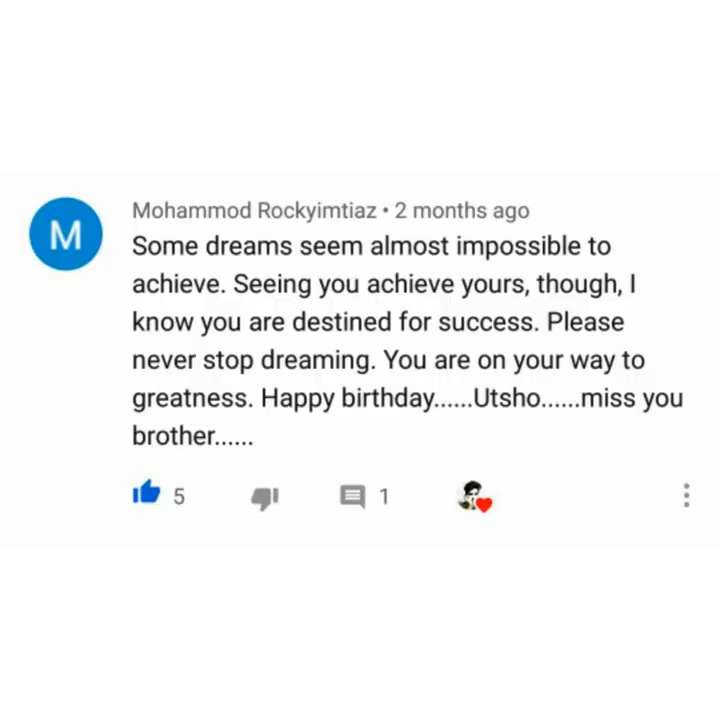 M
Mohammod Rockyimtiaz • 2 months ago
Some dreams seem almost impossible to
achieve. Seeing you achieve yours, though, I
know you are destined for success. Please
never stop dreaming. You are on your way to
greatness. Happy birthday......Utsho......miss you
brother......
5 1